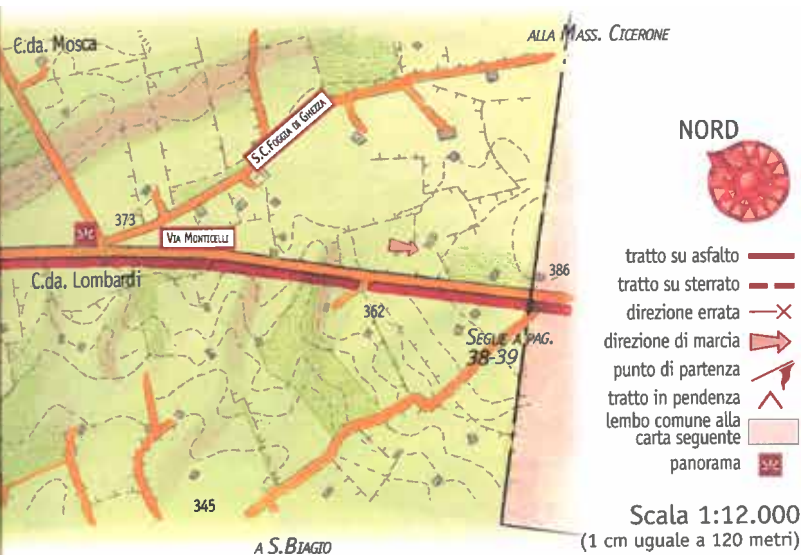 C.da. Mosca
ALLA MASS. CICERONE
S.C. FOGGIA DI GHEZZA
373
VIA MONTICELLI
C.da. Lombardi
386
362
SEGUE A PAG.
38-39
345
A S.BIAGIO
NORD
tratto su asfalto
tratto su sterrato
direzione errata
direzione di marcia
punto di partenza
tratto in pendenza
lembo comune alla
carta seguente
panorama
Scala 1:12.000
(1 cm uguale a 120 metri)